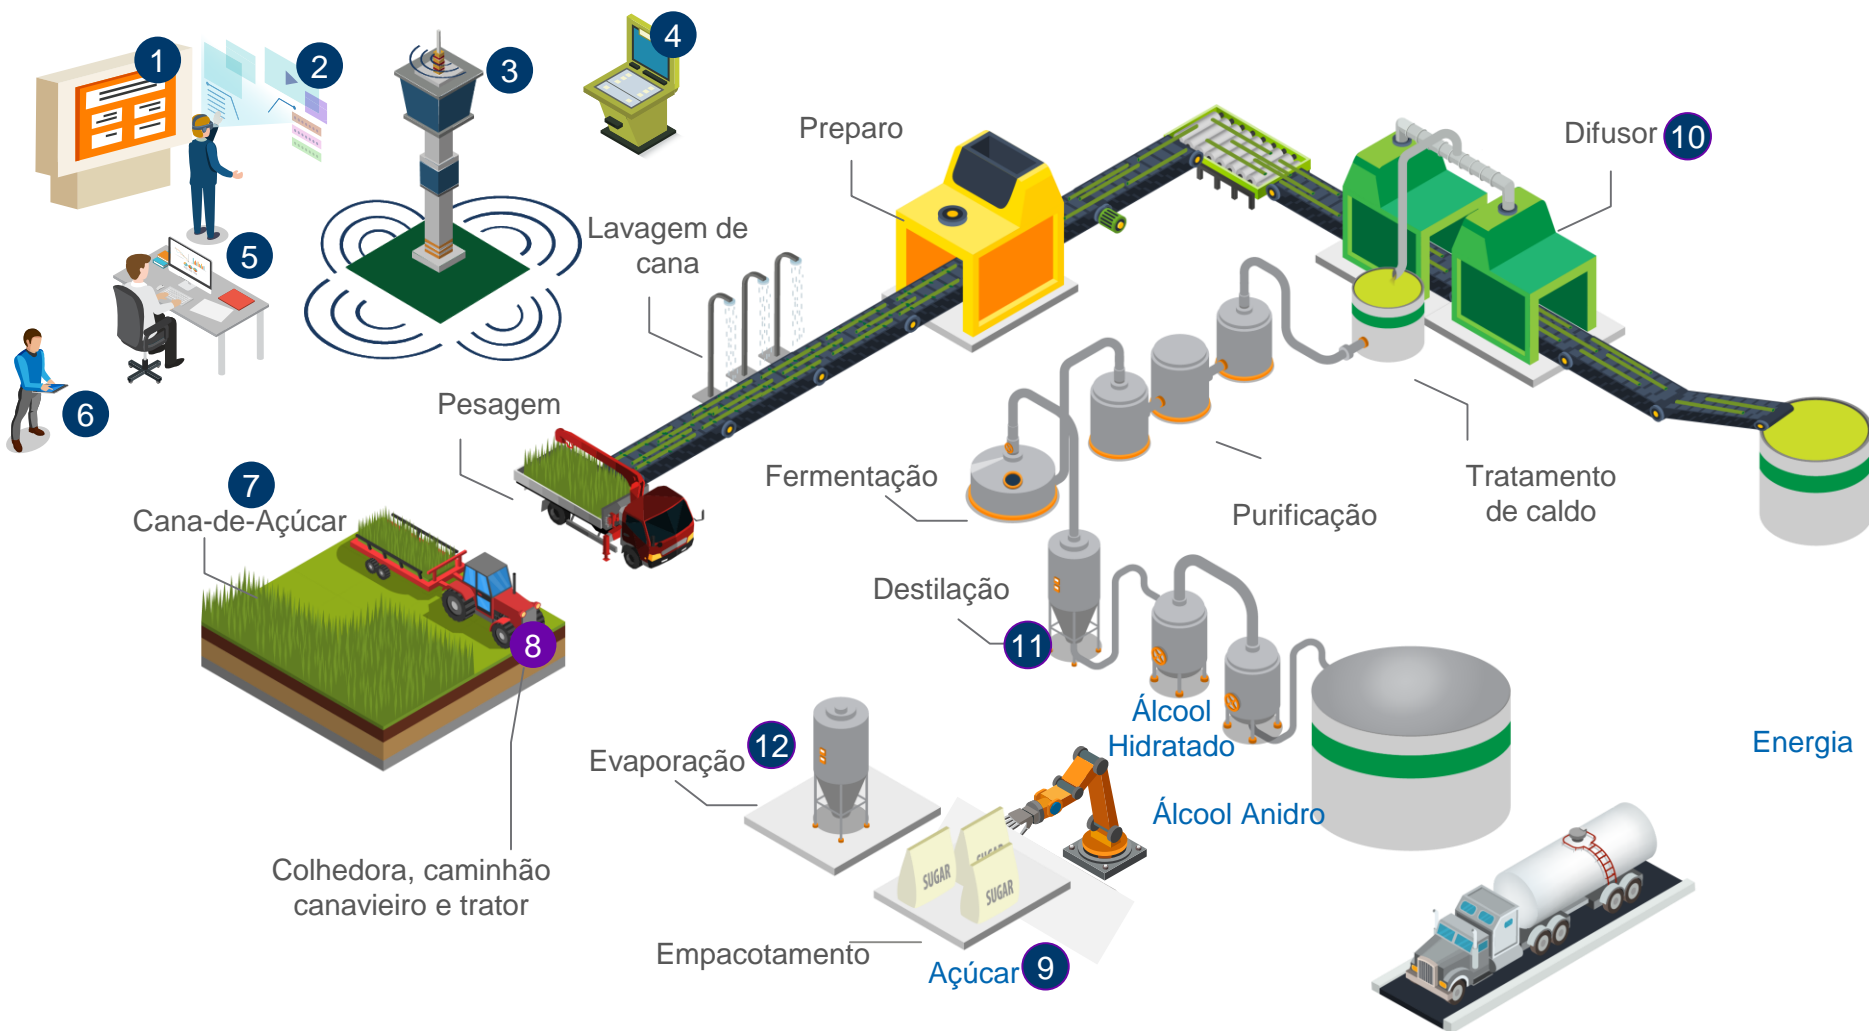 1
2
3
4
5
6
Preparo
Difusor 10
Lavagem de
cana
Pesagem
7
Cana-de-Açúcar
Fermentação
Purificação
Tratamento
de caldo
Destilação
11
8
Álcool
Hidratado
Energia
Evaporação 12
Álcool Anidro
Colhedora, caminhão
canavieiro e trator
SUGAR
SUGAR
SUGAR
Empacotamento
Açúcar 9